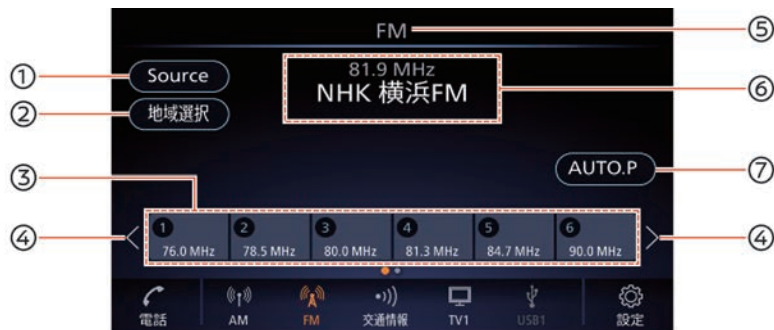 FM
⑤
① Source
81.9 MHz
NHK 横浜FM
⑥
② 地域選択
③
AUTO.P
⑦
④
1 2 3 4 5 6
76.0 MHz 78.5 MHz 80.0 MHz 81.3 MHz 84.7 MHz 90.0 MHz
④
電話 AM FM 交通情報 TV1 USB1 設定